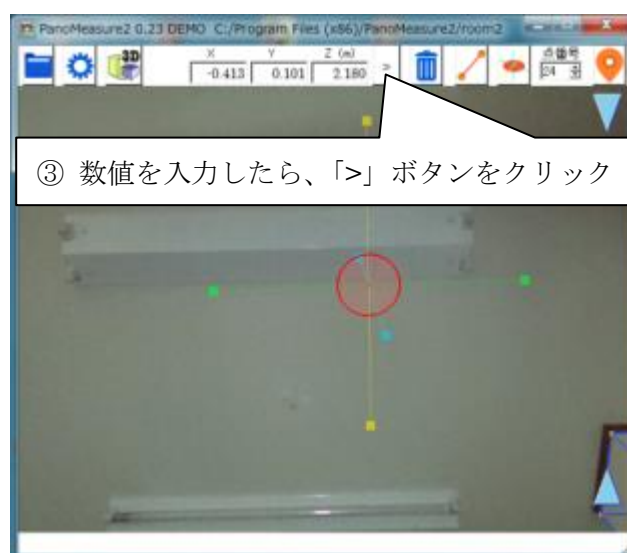 PanoMeasure2 0.23 DEMO C:/Program Files (x86)/PanoMeasure2/room2
3D
X Y Z (m)
点番号
-0.413 0.101 2.180 > 24
③ 数値を入力したら、「>」ボタンをクリック